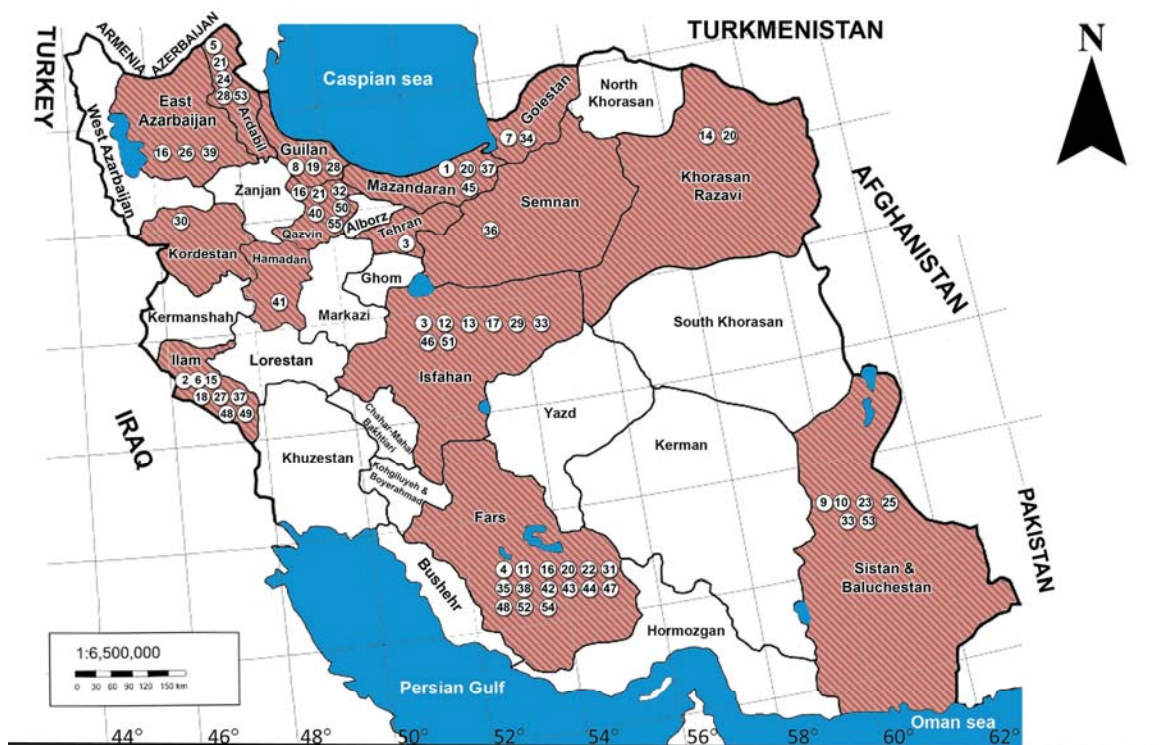 TURKMENISTAN
N
TURKEY
ARMENIA
AZERBAIJAN
Caspian sea
5
21
24
28 53
East
Azarbaijan
16 26 39
Ardabil
West Azarbaijan
Guilan
8 19 28
Zanjan
16 21 32
40 50
55
Qazvin
Alborz
Mazandaran
1 20 37
45
Golestan
7 34
North
Khorasan
14 20
Khorasan
Razavi
Semnan
36
Tehran
3
30
Kordestan
Hamadan
41
Ghom
Markazi
Kermanshah
Lorestan
Ilam
2 6 15
18 27 37
48 49
3 12 13 17 29 33
46 51
Isfahan
South Khorasan
AFGHANISTAN
IRAQ
Khuzestan
Chahar-Mahal
Bakhtiari
Kohgiluyeh &
Boyerahmad
Yazd
Kerman
Fars
4 11 16 20 22 31
35 38 42 43 44 47
48 52 54
Bushehr
Hormozgan
9 10 23 25
33 53
Sistan &
Baluchestan
PAKISTAN
Persian Gulf
Oman sea
1:6,500,000
0 30 60 90 120 150 km
44° 46° 48° 50° 52° 54° 56° 58° 60° 62°